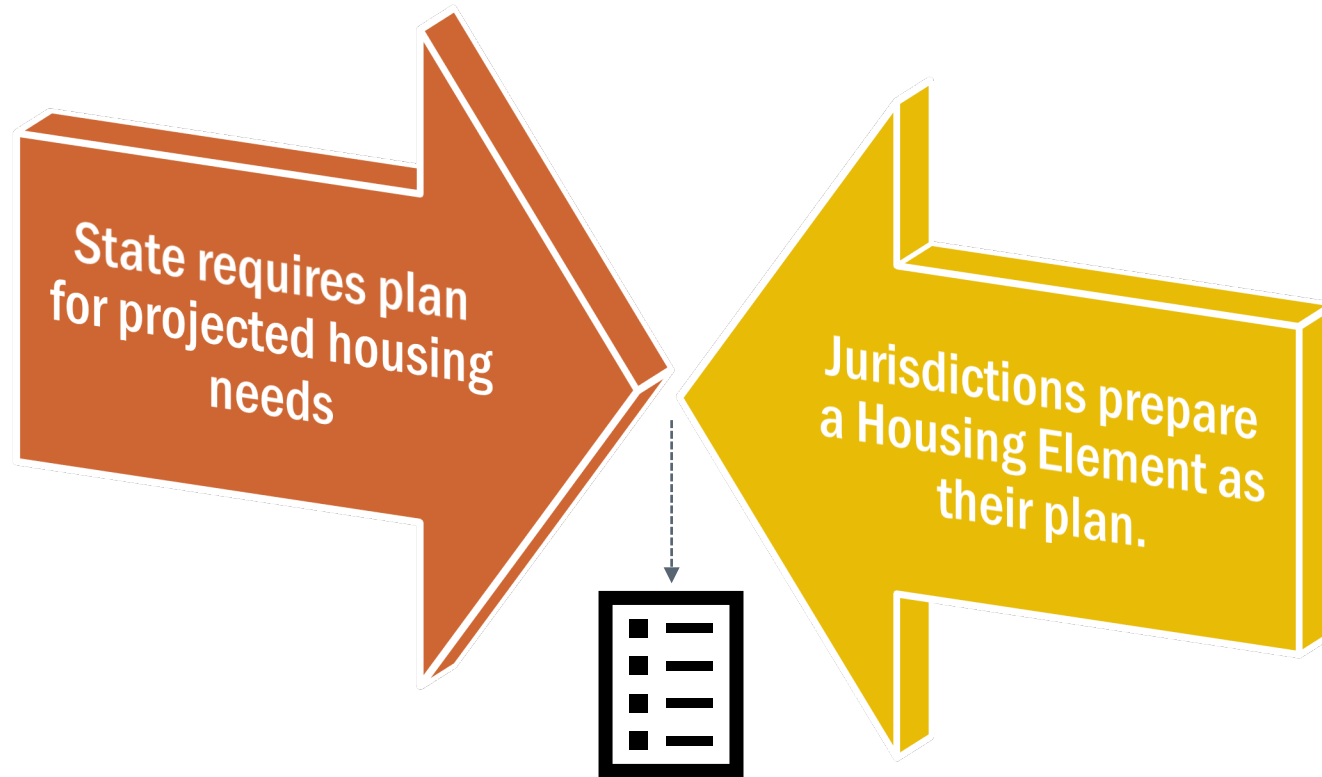 State requires plan
for projected housing
needs
Jurisdictions prepare
a Housing Element as
their plan.